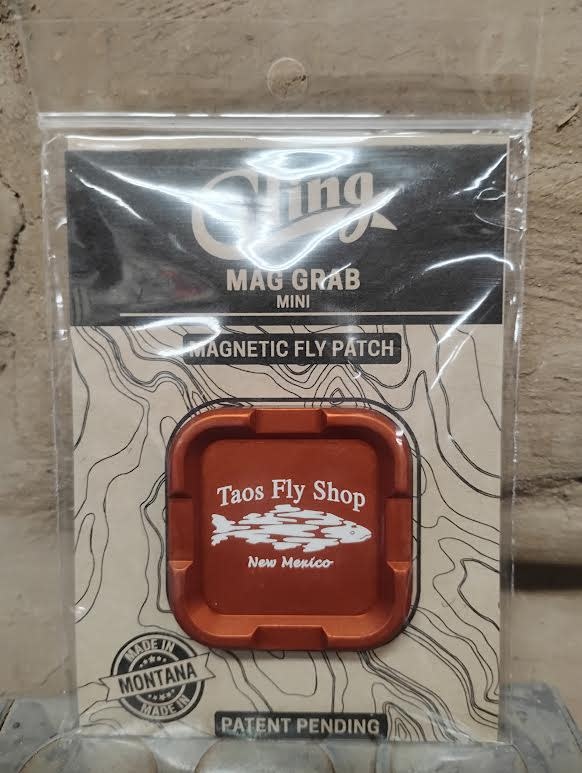 Cling
MAG GRAB
MINI
MAGNETIC FLY PATCH
Taos Fly Shop
New Mexico
MADE IN
MONTANA
MADE IN
PATENT PENDING